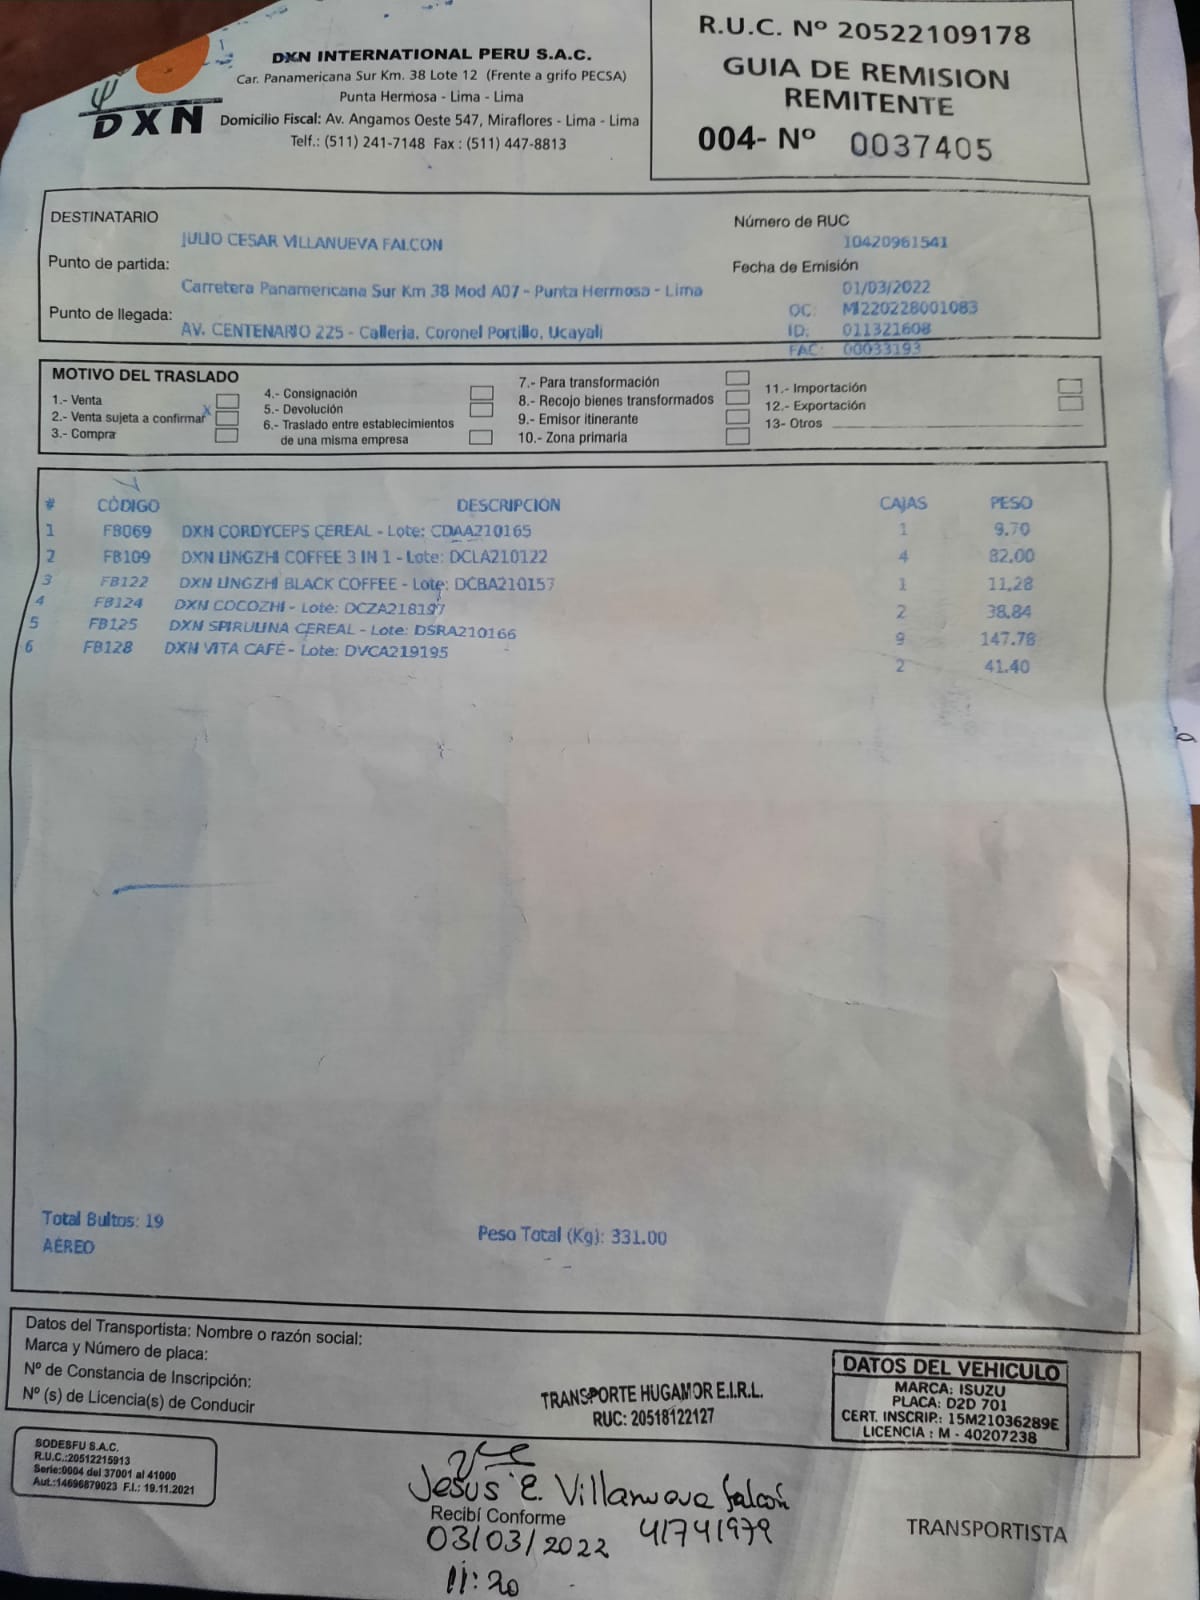 DXN INTERNATIONAL PERU S.A.C.
Car. Panamericana Sur Km. 38 Lote 12 (Frente a grifo PECSA)
Punta Hermosa - Lima - Lima
Domicilio Fiscal: Av. Angamos Oeste 547, Miraflores - Lima - Lima
Telf.: (511) 241-7148 Fax : (511) 447-8813
DXN
R.U.C. Nº 20522109178
GUIA DE REMISION
REMITENTE
004- Nº 0037405
DESTINATARIO
JULIO CESAR VILLANUEVA FALCON
Punto de partida:
Carretera Panamericana Sur Km 38 Mod A07 - Punta Hermosa - Lima
Punto de llegada:
AV. CENTENARIO 225 - Calleria, Coronel Portillo, Ucayali
Número de RUC
10420961541
Fecha de Emisión
01/03/2022
OC: MI220228001083
ID: 011321608
FAC: 00033193
MOTIVO DEL TRASLADO
1.- Venta
2.- Venta sujeta a confirmar x
3.- Compra
4.- Consignación
5.- Devolución
6.- Traslado entre establecimientos
de una misma empresa
7.- Para transformación
8.- Recojo bienes transformados
9.- Emisor itinerante
10.- Zona primaria
11.- Importación
12.- Exportación
13- Otros
# CÓDIGO DESCRIPCION CAJAS PESO
1 FB069 DXN CORDYCEPS CEREAL - Lote: CDAA210165 1 9.70
2 FB109 DXN LINGZHI COFFEE 3 IN 1 - Lote: DCLA210122 4 82.00
3 FB122 DXN LINGZHI BLACK COFFEE - Lote: DCBA210157 1 11,28
4 FB124 DXN COCOZHI - Lote: DCZA218197 2 38.84
5 FB125 DXN SPIRULINA CEREAL - Lote: DSRA210166 9 147.78
6 FB128 DXN VITA CAFÉ - Lote: DVCA219195 2 41.40
Total Bultos: 19
AÉREO
Peso Total (Kg): 331.00
Datos del Transportista: Nombre o razón social:
Marca y Número de placa:
Nº de Constancia de Inscripción:
Nº (s) de Licencia(s) de Conducir
TRANSPORTE HUGAMOR E.I.R.L.
RUC: 20518122127
DATOS DEL VEHICULO
MARCA: ISUZU
PLACA: D2D 701
CERT. INSCRIP.: 15M21036289E
LICENCIA : M - 40207238
SODESFU S.A.C.
R.U.C.:20512215913
Serie:0004 del 37001 al 41000
Aut.:14696879023 F.I.: 19.11.2021
Jesus E. Villanueva falcón
Recibí Conforme
03/03/2022 41741979
11:20
TRANSPORTISTA